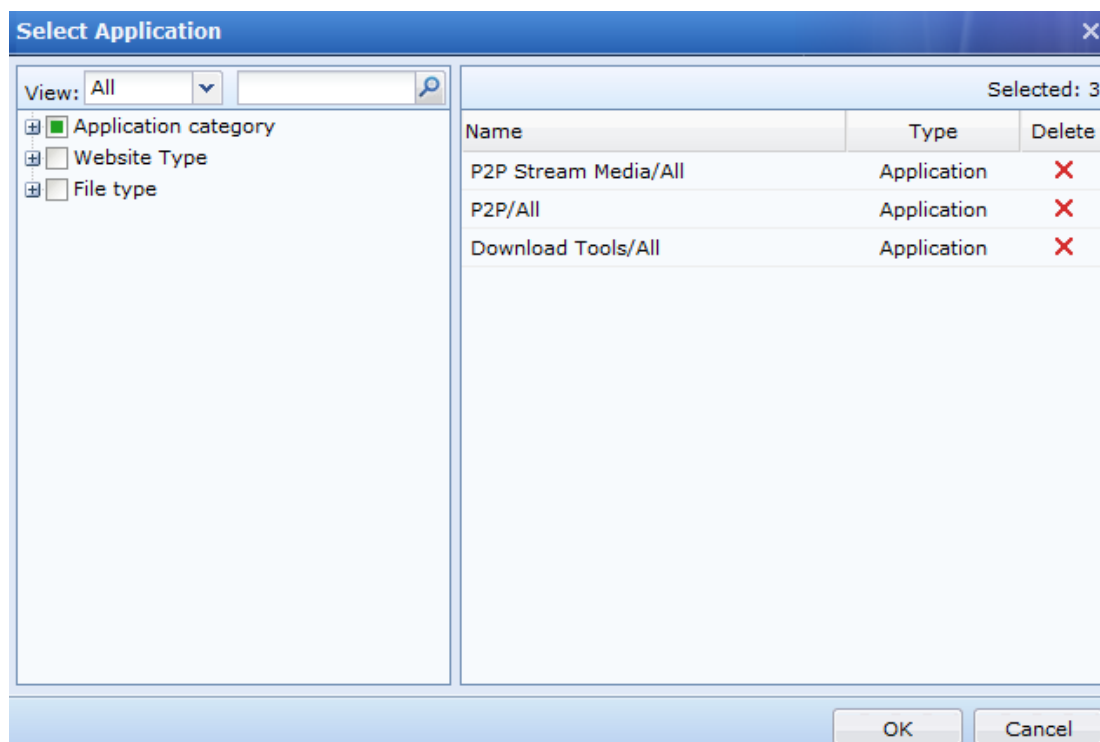 Select Application
View: All
Selected: 3
Application category
Website Type
File type
Name Type Delete
P2P Stream Media/All Application
P2P/All Application
Download Tools/All Application
OK Cancel